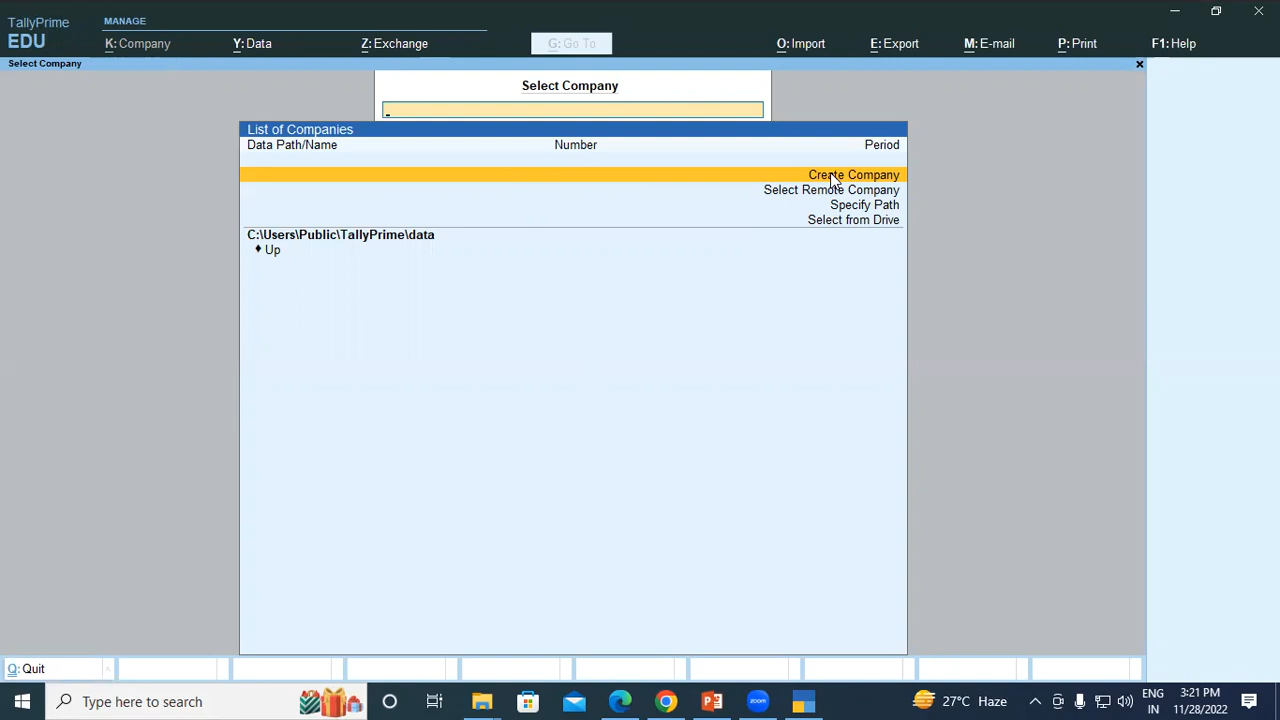 TallyPrime
EDU
MANAGE
K: Company
Y: Data
Z: Exchange
G: Go To
O: Import
E: Export
M: E-mail
P: Print
F1: Help
Select Company
Select Company
List of Companies
Data Path/Name Number Period
Create Company
Select Remote Company
Specify Path
Select from Drive
C:\Users\Public\TallyPrime\data
♦ Up
Q: Quit
Type here to search
zoom
27°C Haze
ENG
IN
3:21 PM
11/28/2022